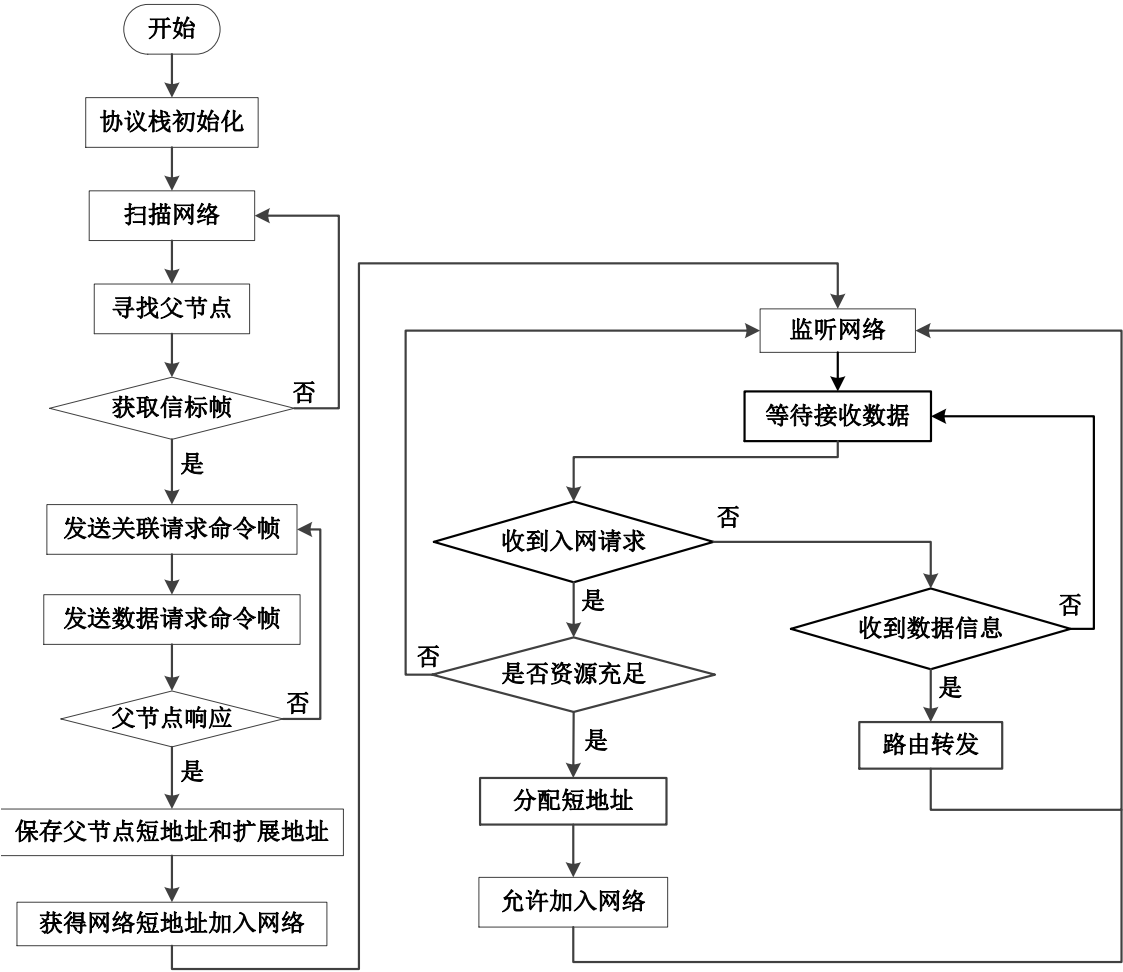 开始
协议栈初始化
扫描网络
寻找父节点
获取信标帧
否
是
发送关联请求命令帧
发送数据请求命令帧
父节点响应
否
是
保存父节点短地址和扩展地址
获得网络短地址加入网络
监听网络
等待接收数据
收到入网请求
否
是
收到数据信息
否
是
路由转发
是否资源充足
否
是
分配短地址
允许加入网络